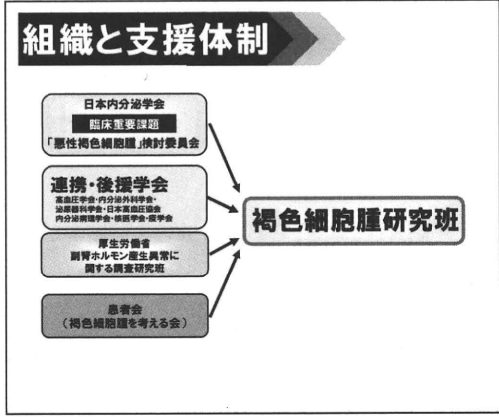 組織と支援体制
日本内分泌学会
臨床重要課題
「悪性褐色細胞腫」検討委員会
連携・後援学会
高血圧学会・内分泌外科学会・
泌尿器科学会・日本高血圧協会
内分泌病理学会・核医学会・癌学会
厚生労働省
副腎ホルモン産生異常に
関する調査研究班
患者会
(褐色細胞腫を考える会)
褐色細胞腫研究班